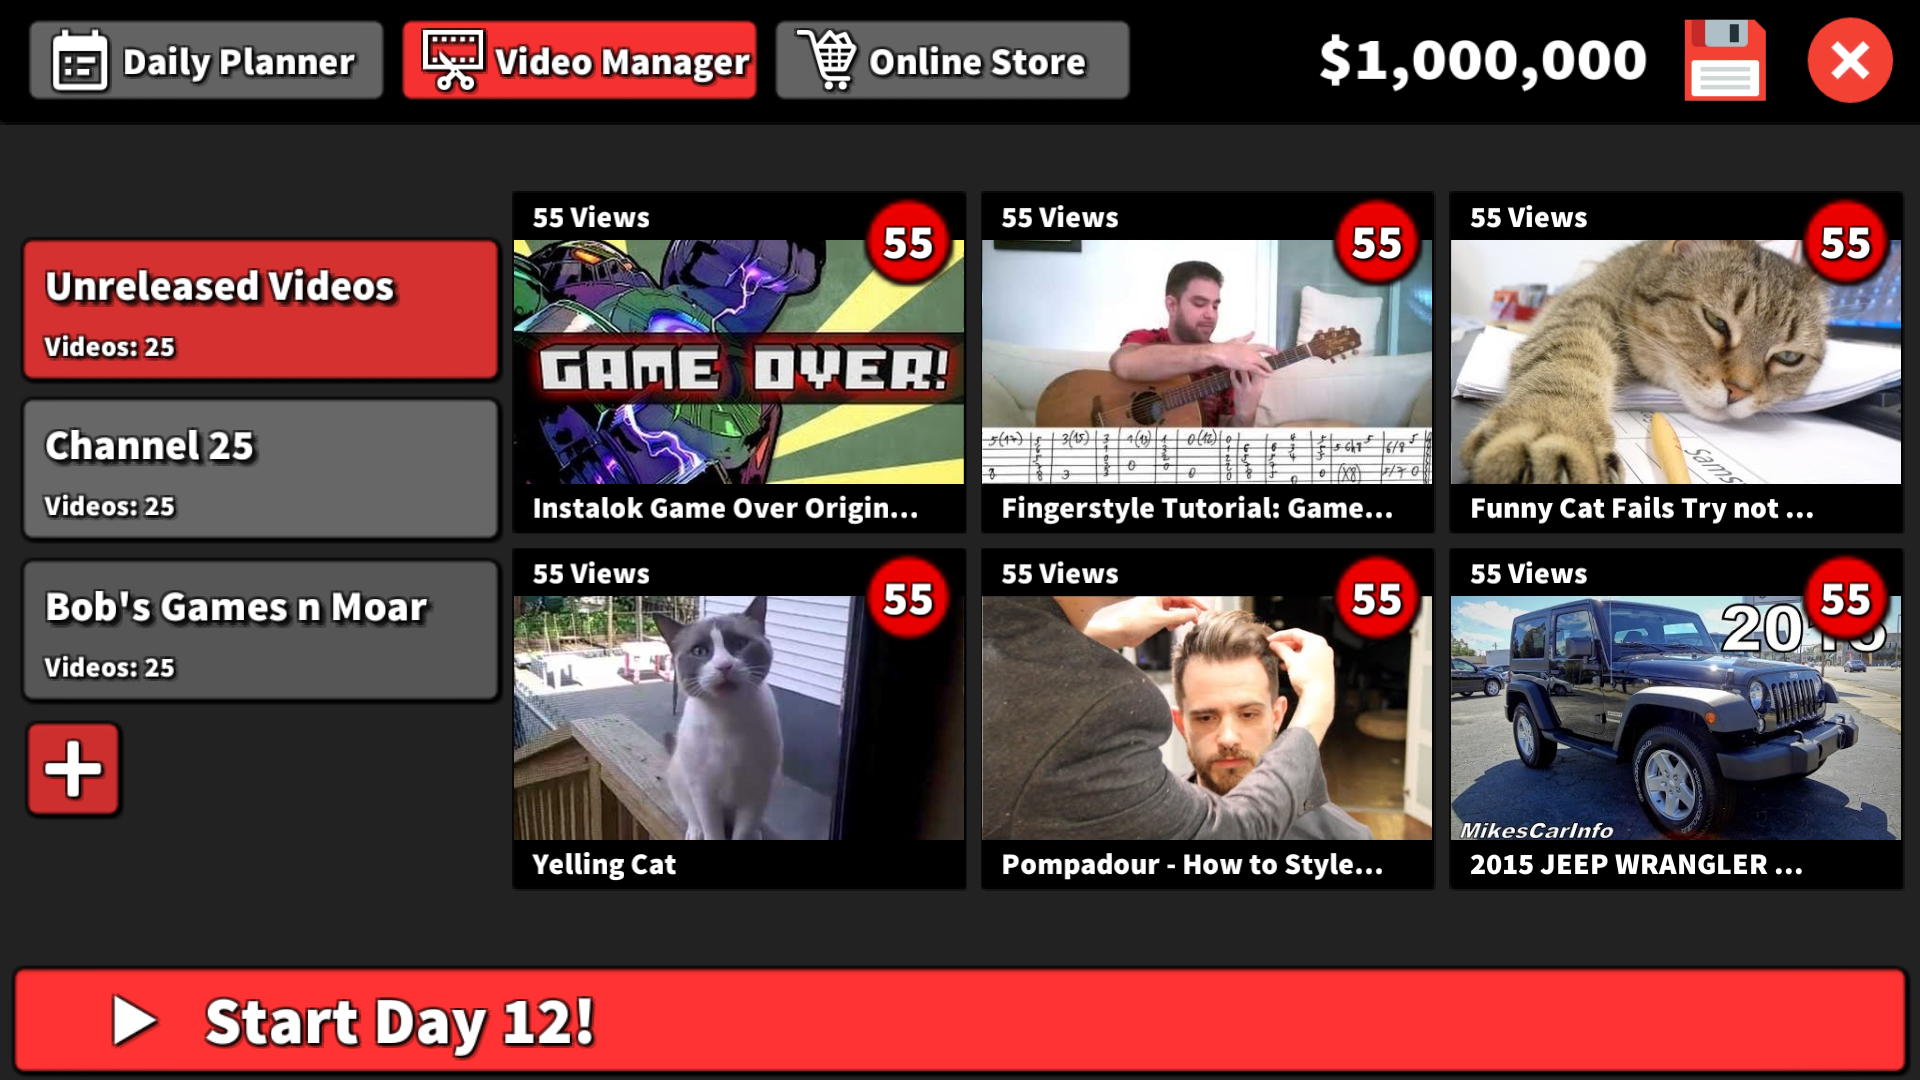 Daily Planner
Video Manager
Online Store
$1,000,000
Unreleased Videos
Videos: 25
Channel 25
Videos: 25
Bob's Games n Moar
Videos: 25
55 Views
55
GAME OVER!
Instalok Game Over Origin...
55 Views
55
Fingerstyle Tutorial: Game...
55 Views
55
Funny Cat Fails Try not ...
55 Views
55
Yelling Cat
55 Views
55
Pompadour - How to Style...
55 Views
55
MikesCarInfo
2015 JEEP WRANGLER ...
Start Day 12!